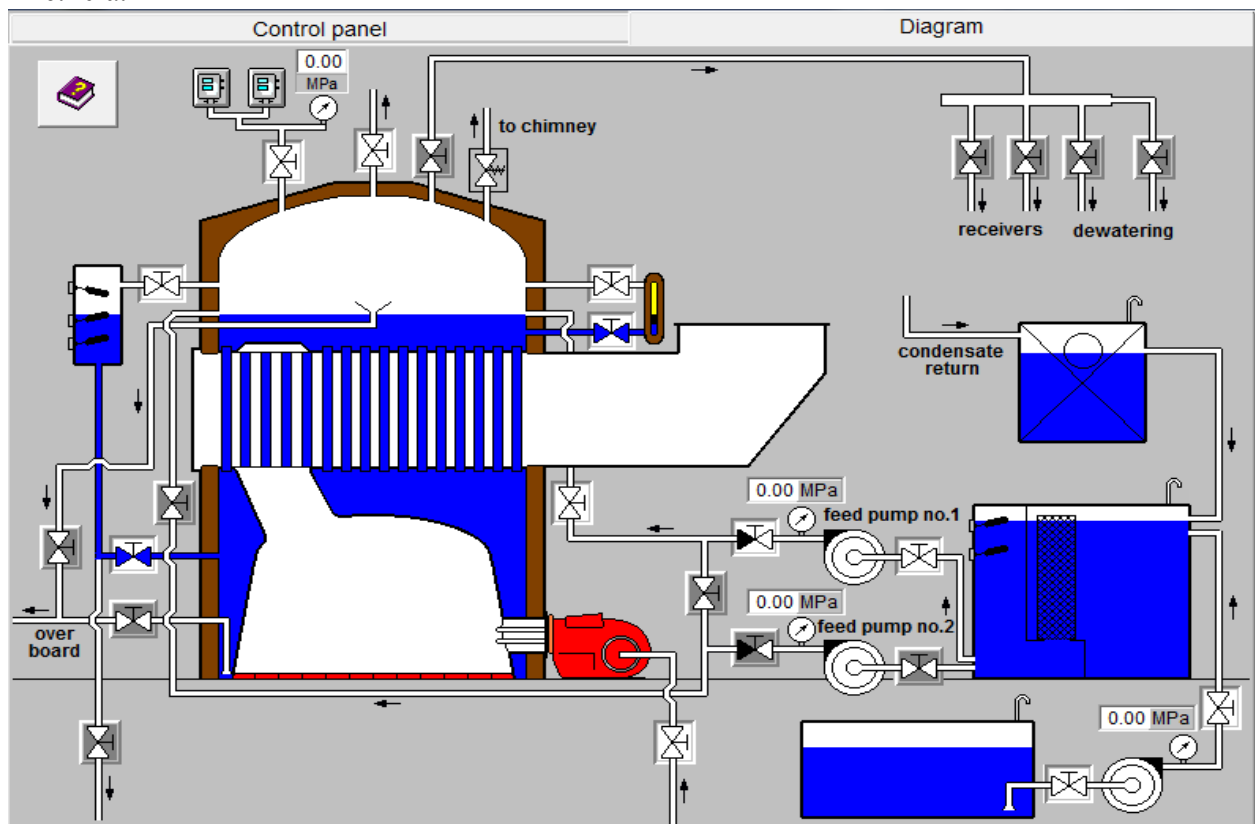 Control panel
Diagram
0.00
MPa
?
to chimney
receivers
dewatering
condensate
return
0.00 MPa
feed pump no.1
0.00 MPa
feed pump no.2
over
board
0.00 MPa